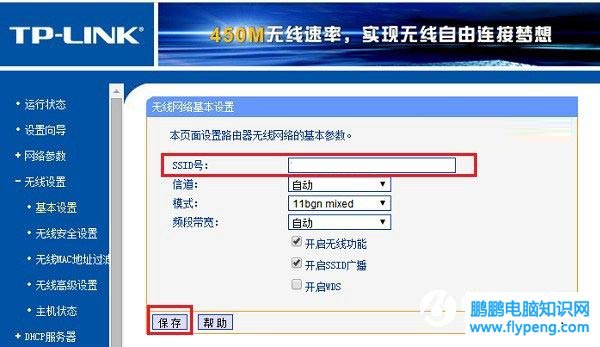 TP-LINK®
450M无线速率，实现无线自由连接梦想
运行状态
设置向导
网络参数
无线设置
基本设置
无线安全设置
无线MAC地址过滤
无线高级设置
主机状态
DHCP服务器
无线网络基本设置
本页面设置路由器无线网络的基本参数。
SSID号：
信道： 自动
模式： 11bgn mixed
频段带宽： 自动
开启无线功能
开启SSID广播
开启WDS
保存 帮助
鹏鹏电脑知识网
www.flypeng.com